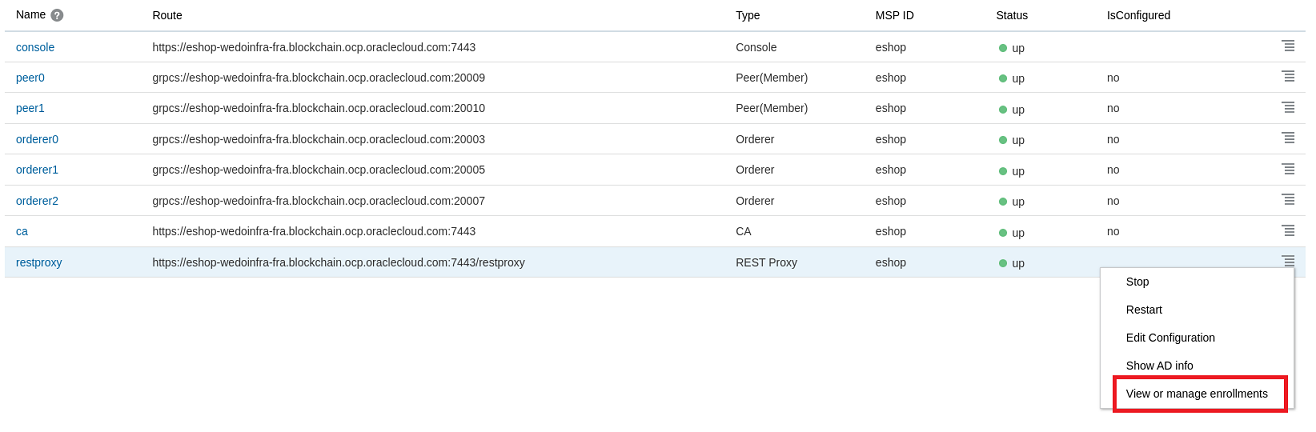 Name ? Route Type MSP ID Status IsConfigured
console https://eshop-wedoinfra-fra.blockchain.ocp.oraclecloud.com:7443 Console eshop up
peer0 grpcs://eshop-wedoinfra-fra.blockchain.ocp.oraclecloud.com:20009 Peer(Member) eshop up no
peer1 grpcs://eshop-wedoinfra-fra.blockchain.ocp.oraclecloud.com:20010 Peer(Member) eshop up no
orderer0 grpcs://eshop-wedoinfra-fra.blockchain.ocp.oraclecloud.com:20003 Orderer eshop up no
orderer1 grpcs://eshop-wedoinfra-fra.blockchain.ocp.oraclecloud.com:20005 Orderer eshop up no
orderer2 grpcs://eshop-wedoinfra-fra.blockchain.ocp.oraclecloud.com:20007 Orderer eshop up no
ca https://eshop-wedoinfra-fra.blockchain.ocp.oraclecloud.com:7443 CA eshop up no
restproxy https://eshop-wedoinfra-fra.blockchain.ocp.oraclecloud.com:7443/restproxy REST Proxy eshop up
Stop
Restart
Edit Configuration
Show AD info
View or manage enrollments